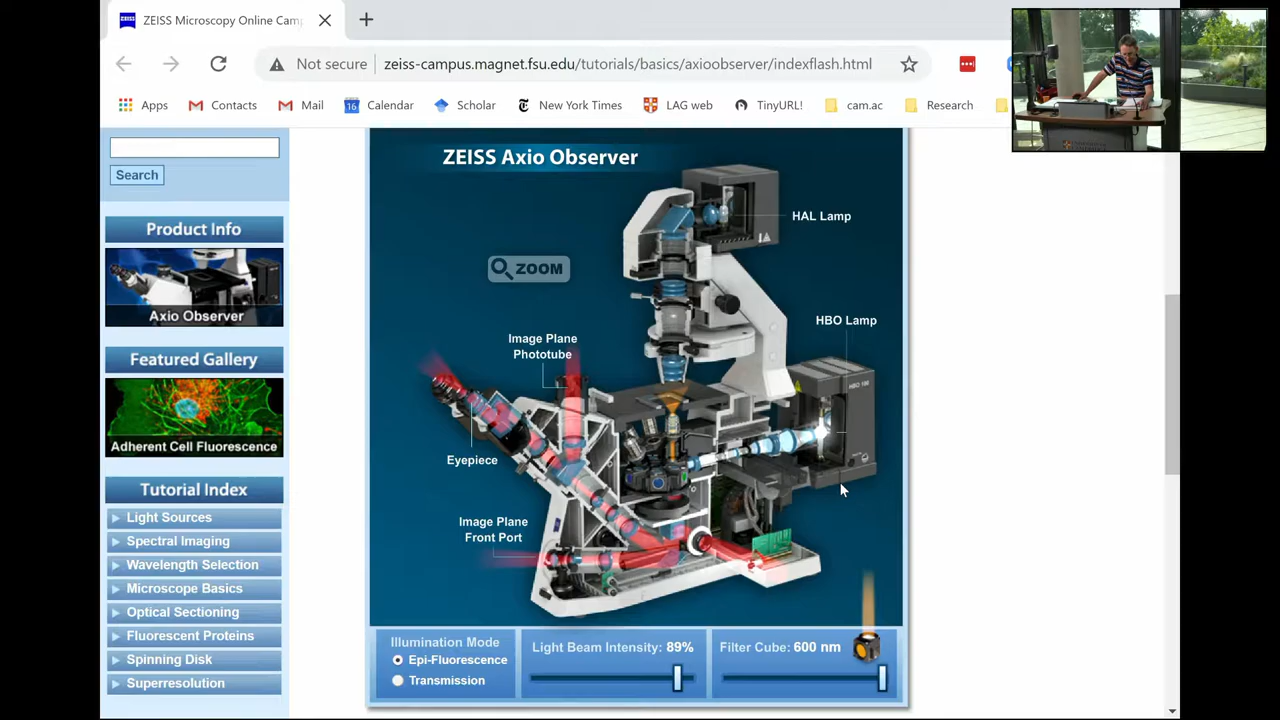 ZEISS
ZEISS Microscopy Online Cam
Not secure
zeiss-campus.magnet.fsu.edu/tutorials/basics/axioobserver/indexflash.html
Apps
Contacts
Mail
16
Calendar
Scholar
New York Times
LAG web
TinyURL!
cam.ac
Research
Search
Product Info
Axio Observer
Featured Gallery
Adherent Cell Fluorescence
Tutorial Index
Light Sources
Spectral Imaging
Wavelength Selection
Microscope Basics
Optical Sectioning
Fluorescent Proteins
Spinning Disk
Superresolution
ZEISS Axio Observer
HAL Lamp
ZOOM
HBO Lamp
Image Plane
Phototube
HBO 100
Eyepiece
Image Plane
Front Port
Illumination Mode
Epi-Fluorescence
Transmission
Light Beam Intensity: 89%
Filter Cube: 600 nm